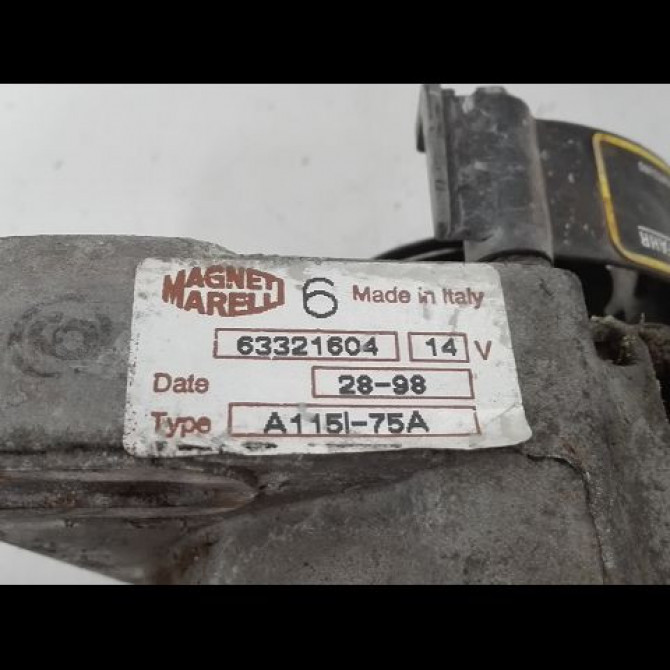 MAGNETI
MARELLI 6 Made in Italy
63321604 14 V
Date 28-98
Type A115I-75A